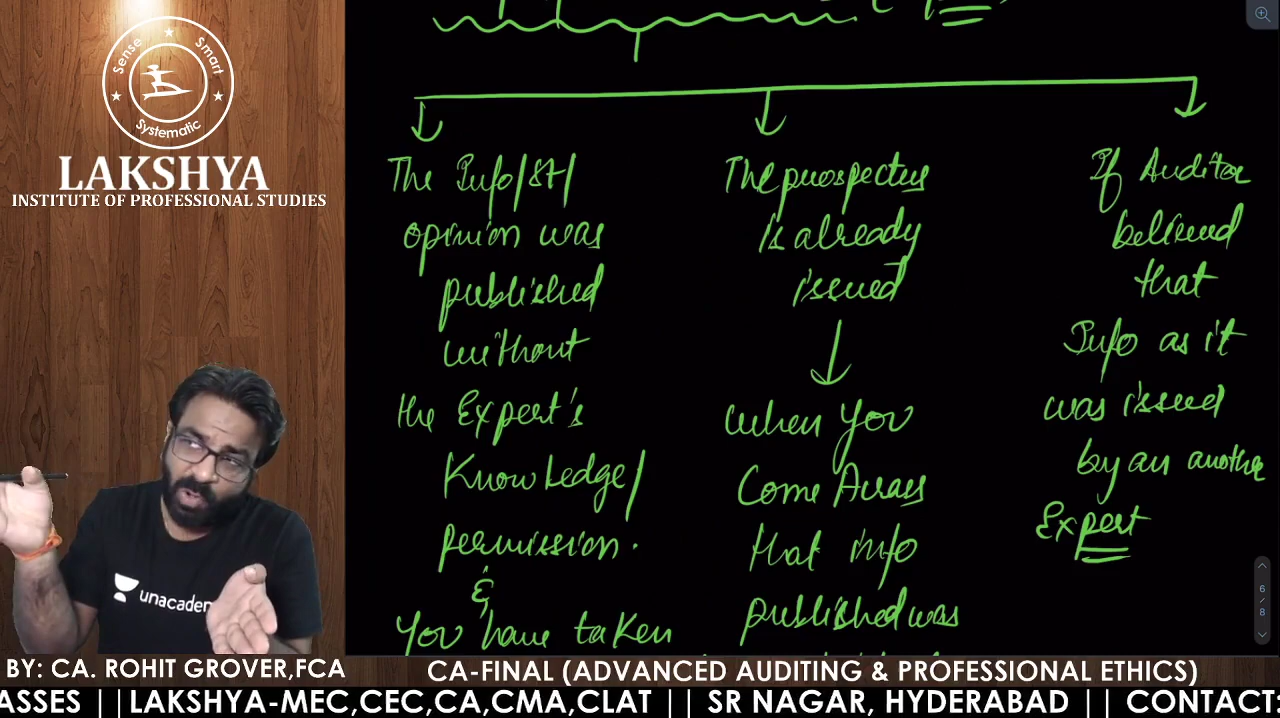 Sense
Smart
Systematic
LAKSHYA
INSTITUTE OF PROFESSIONAL STUDIES
The Info/St/
opinion was
published
without
the Expert's
Knowledge/
permission.
&
You have taken
The prospectus
is already
issued
When You
Come Across
that info
published was
If Auditor
believed
that
Info as it
was issued
by an another
Expert
6
/
8
unacadem
BY: CA. ROHIT GROVER,FCA
CA-FINAL (ADVANCED AUDITING & PROFESSIONAL ETHICS)
ASSES ||LAKSHYA-MEC,CEC,CA,CMA,CLAT || SR NAGAR, HYDERABAD || CONTACT: